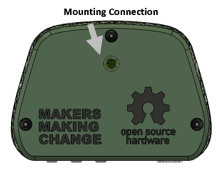 Mounting Connection
MAKERS
MAKING
CHANGE
open source
hardware